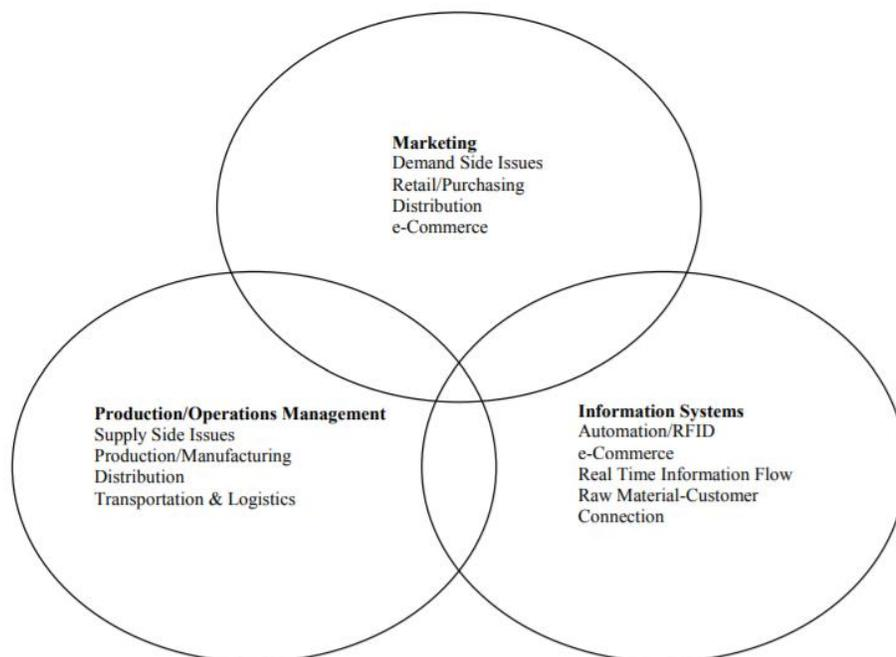 Marketing
Demand Side Issues
Retail/Purchasing
Distribution
e-Commerce
Production/Operations Management
Supply Side Issues
Production/Manufacturing
Distribution
Transportation & Logistics
Information Systems
Automation/RFID
e-Commerce
Real Time Information Flow
Raw Material-Customer
Connection